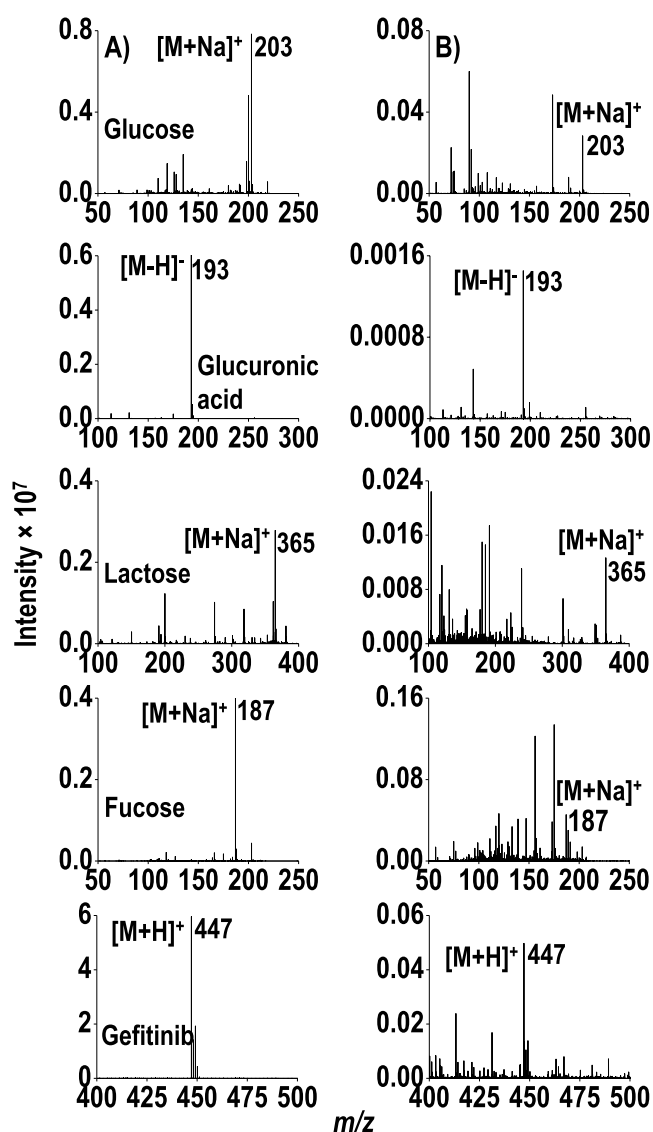 Intensity × 10⁷
A)
[M+Na]⁺ 203
Glucose
0.8
0.4
0.0
50 100 150 200 250
B)
[M+Na]⁺
203
0.08
0.04
0.00
50 100 150 200 250
[M-H]⁻ 193
Glucuronic
acid
0.6
0.4
0.2
0.0
100 150 200 250 300
[M-H]⁻ 193
0.0016
0.0008
0.0000
100 150 200 250 300
[M+Na]⁺ 365
Lactose
0.4
0.2
0.0
100 200 300 400
[M+Na]⁺
365
0.024
0.016
0.008
0.000
100 200 300 400
[M+Na]⁺ 187
Fucose
0.4
0.2
0.0
50 100 150 200 250
[M+Na]⁺
187
0.16
0.08
0.00
50 100 150 200 250
[M+H]⁺ 447
Gefitinib
6
4
2
0
400 425 450 475 500
[M+H]⁺ 447
0.06
0.04
0.02
0.00
400 425 450 475 500
m/z